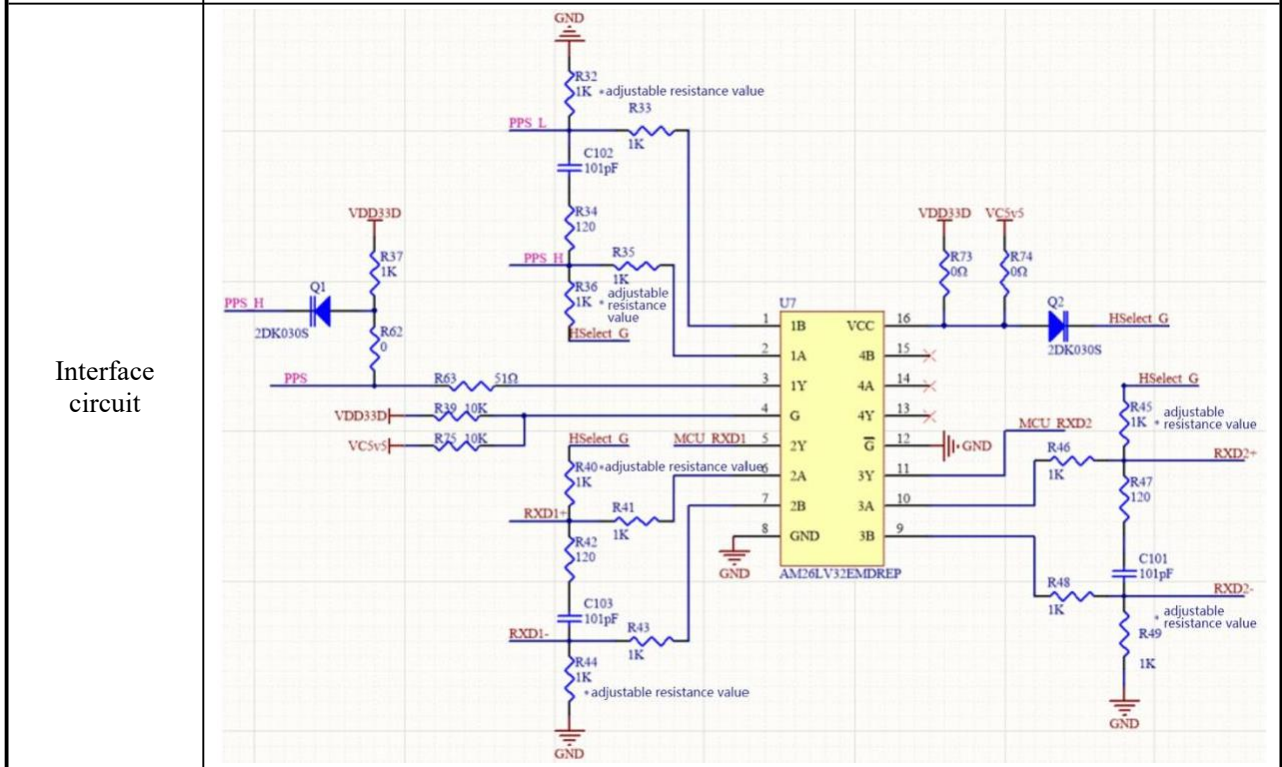 Interface
circuit
GND
R32
1K *adjustable resistance value
R33
1K
PPS_L
C102
101pF
R34
120
PPS_H
R35
1K
R36
1K * adjustable
resistance
value
HSelect_G
VDD33D
R37
1K
Q1
PPS_H
2DK030S
R62
0
PPS
R63 51Ω
VDD33D R39 10K
VC5v5 R75 10K
HSelect_G
MCU_RXD1
R40 *adjustable resistance value
1K
RXD1+
R41
1K
R42
120
C103
101pF
RXD1-
R43
1K
R44
1K
*adjustable resistance value
GND
U7
1 1B VCC 16
2 1A 4B 15
3 1Y 4A 14
4 G 4Y 13
5 2Y G 12
6 2A 3Y 11
7 2B 3A 10
8 GND 3B 9
AM26LV32EMDREP
GND
VDD33D VC5v5
R73
0Ω
R74
0Ω
Q2
HSelect_G
2DK030S
GND
MCU_RXD2
HSelect_G
R45
1K * adjustable
resistance value
R46
1K
RXD2+
R47
120
C101
101pF
R48
1K
RXD2-
* adjustable
resistance value
R49
1K
GND